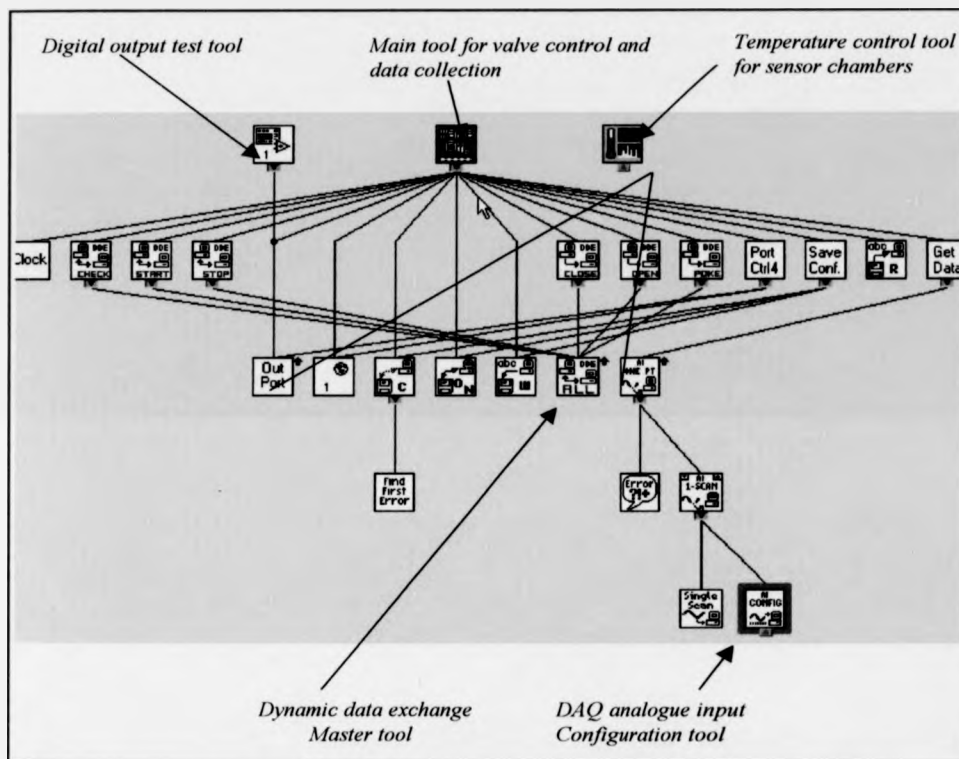 Digital output test tool
Main tool for valve control and
data collection
Temperature control tool
for sensor chambers
1
Clock
DDE
CHECK
DDE
START
DDE
STOP
DDE
CLOSE
DDE
OPEN
DDE
POKE
Port
Ctrl4
Save
Conf.
abc
R
Get
Data
Out
Port
1
C
N
abc
W
DDE
ALL
AI
ONE PT
Find
First
Error
Error
?!+
AI
1-SCAN
Single
Scan
AI
CONFIG
Dynamic data exchange
Master tool
DAQ analogue input
Configuration tool